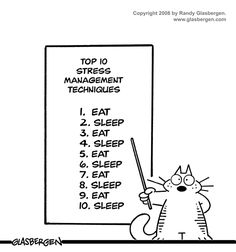 Copyright 2008 by Randy Glasbergen.
www.glasbergen.com
TOP 10
STRESS
MANAGEMENT
TECHNIQUES
1. EAT
2. SLEEP
3. EAT
4. SLEEP
5. EAT
6. SLEEP
7. EAT
8. SLEEP
9. EAT
10. SLEEP
GLASBERGEN